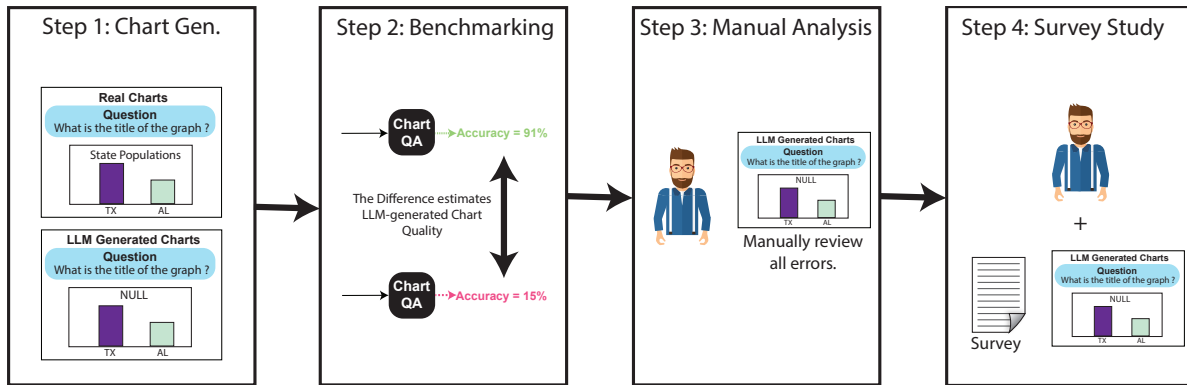 Step 1: Chart Gen.
Real Charts
Question
What is the title of the graph ?
State Populations
TX AL
LLM Generated Charts
Question
What is the title of the graph ?
NULL
TX AL
Step 2: Benchmarking
Chart
QA
Accuracy = 91%
The Difference estimates
LLM-generated Chart
Quality
Chart
QA
Accuracy = 15%
Step 3: Manual Analysis
LLM Generated Charts
Question
What is the title of the graph ?
NULL
TX AL
Manually review
all errors.
Step 4: Survey Study
+
Survey
LLM Generated Charts
Question
What is the title of the graph ?
NULL
TX AL